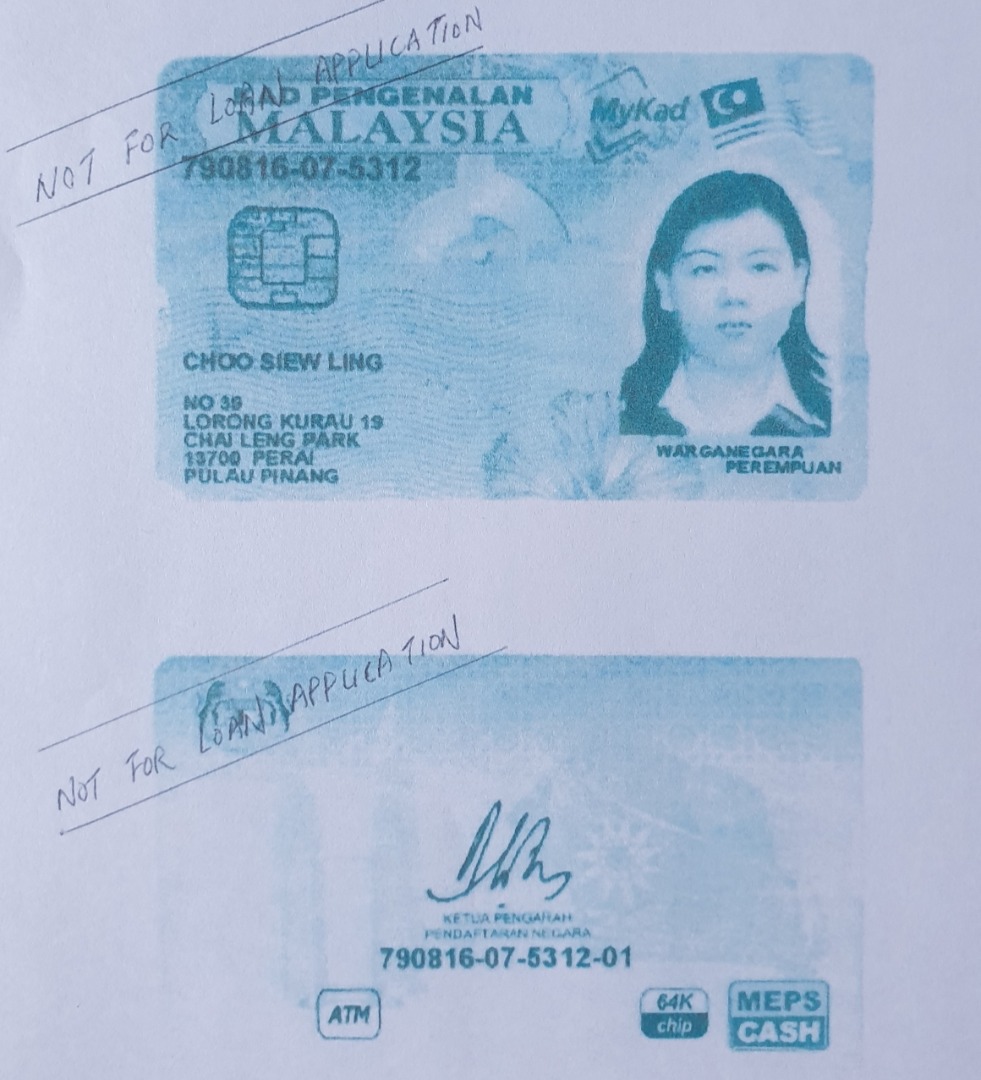 NOT FOR LOAN APPLICATION
KAD PENGENALAN
MALAYSIA
MyKad
790816-07-5312
CHOO SIEW LING
NO
LORONG KURAU 19
CHAI LENG PARK
13700 PERAI
PULAU PINANG
WARGANEGARA
PEREMPUAN
NOT FOR LOAN APPLICATION
KETUA PENGARAH
PENDAFTARAN NEGARA
790816-07-5312-01
ATM
64K
chip
MEPS
CASH